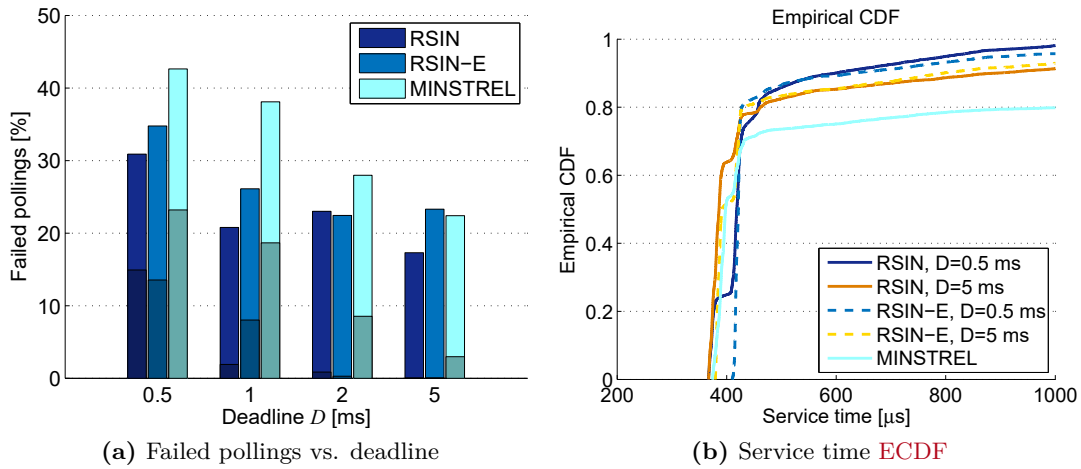 50
40
30
20
10
0
Failed pollings [%]
RSIN
RSIN−E
MINSTREL
0.5 1 2 5
Deadline D [ms]
(a) Failed pollings vs. deadline
Empirical CDF
1
0.8
0.6
0.4
0.2
0
Empirical CDF
RSIN, D=0.5 ms
RSIN, D=5 ms
RSIN−E, D=0.5 ms
RSIN−E, D=5 ms
MINSTREL
200 400 600 800 1000
Service time [µs]
(b) Service time ECDF